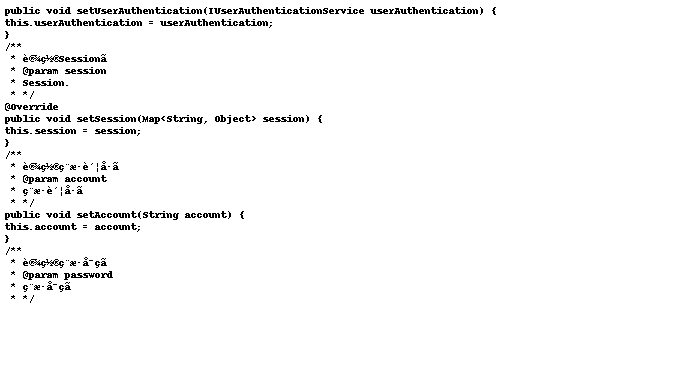 public void setUserAuthentication(IUserAuthenticationService userAuthentication) {
this.userAuthentication = userAuthentication;
}
/**
* è®¾ç½®Sessionã
* @param session
* Session.
* */
@Override
public void setSession(Map<String, Object> session) {
this.session = session;
}
/**
* è®¾ç½®ç¨æ·è´¦å·ã
* @param account
* ç¨æ·è´¦å·ã
* */
public void setAccount(String account) {
this.account = account;
}
/**
* è®¾ç½®ç¨æ·å¯çã
* @param password
* ç¨æ·å¯çã
* */